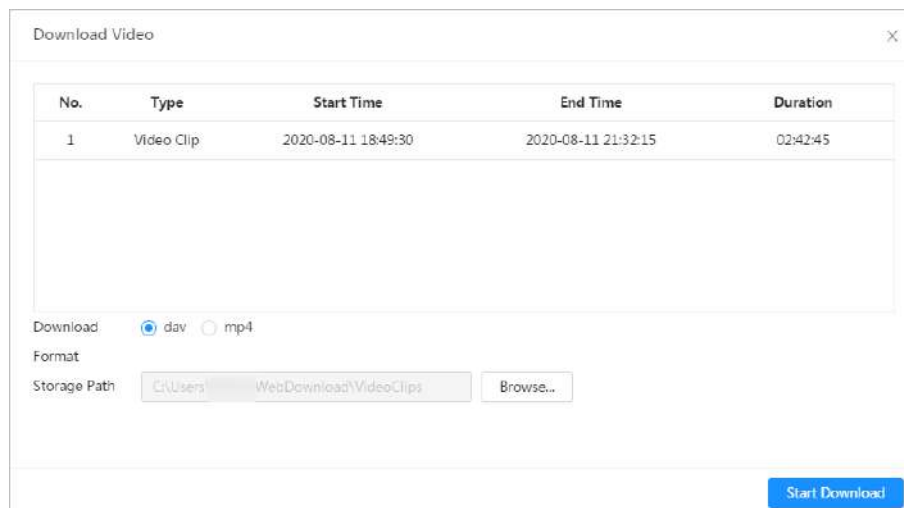 Download Video
No. Type Start Time End Time Duration
1 Video Clip 2020-08-11 18:49:30 2020-08-11 21:32:15 02:42:45
Download dav mp4
Format
Storage Path C:\Users WebDownload\VideoClips Browse...
Start Download